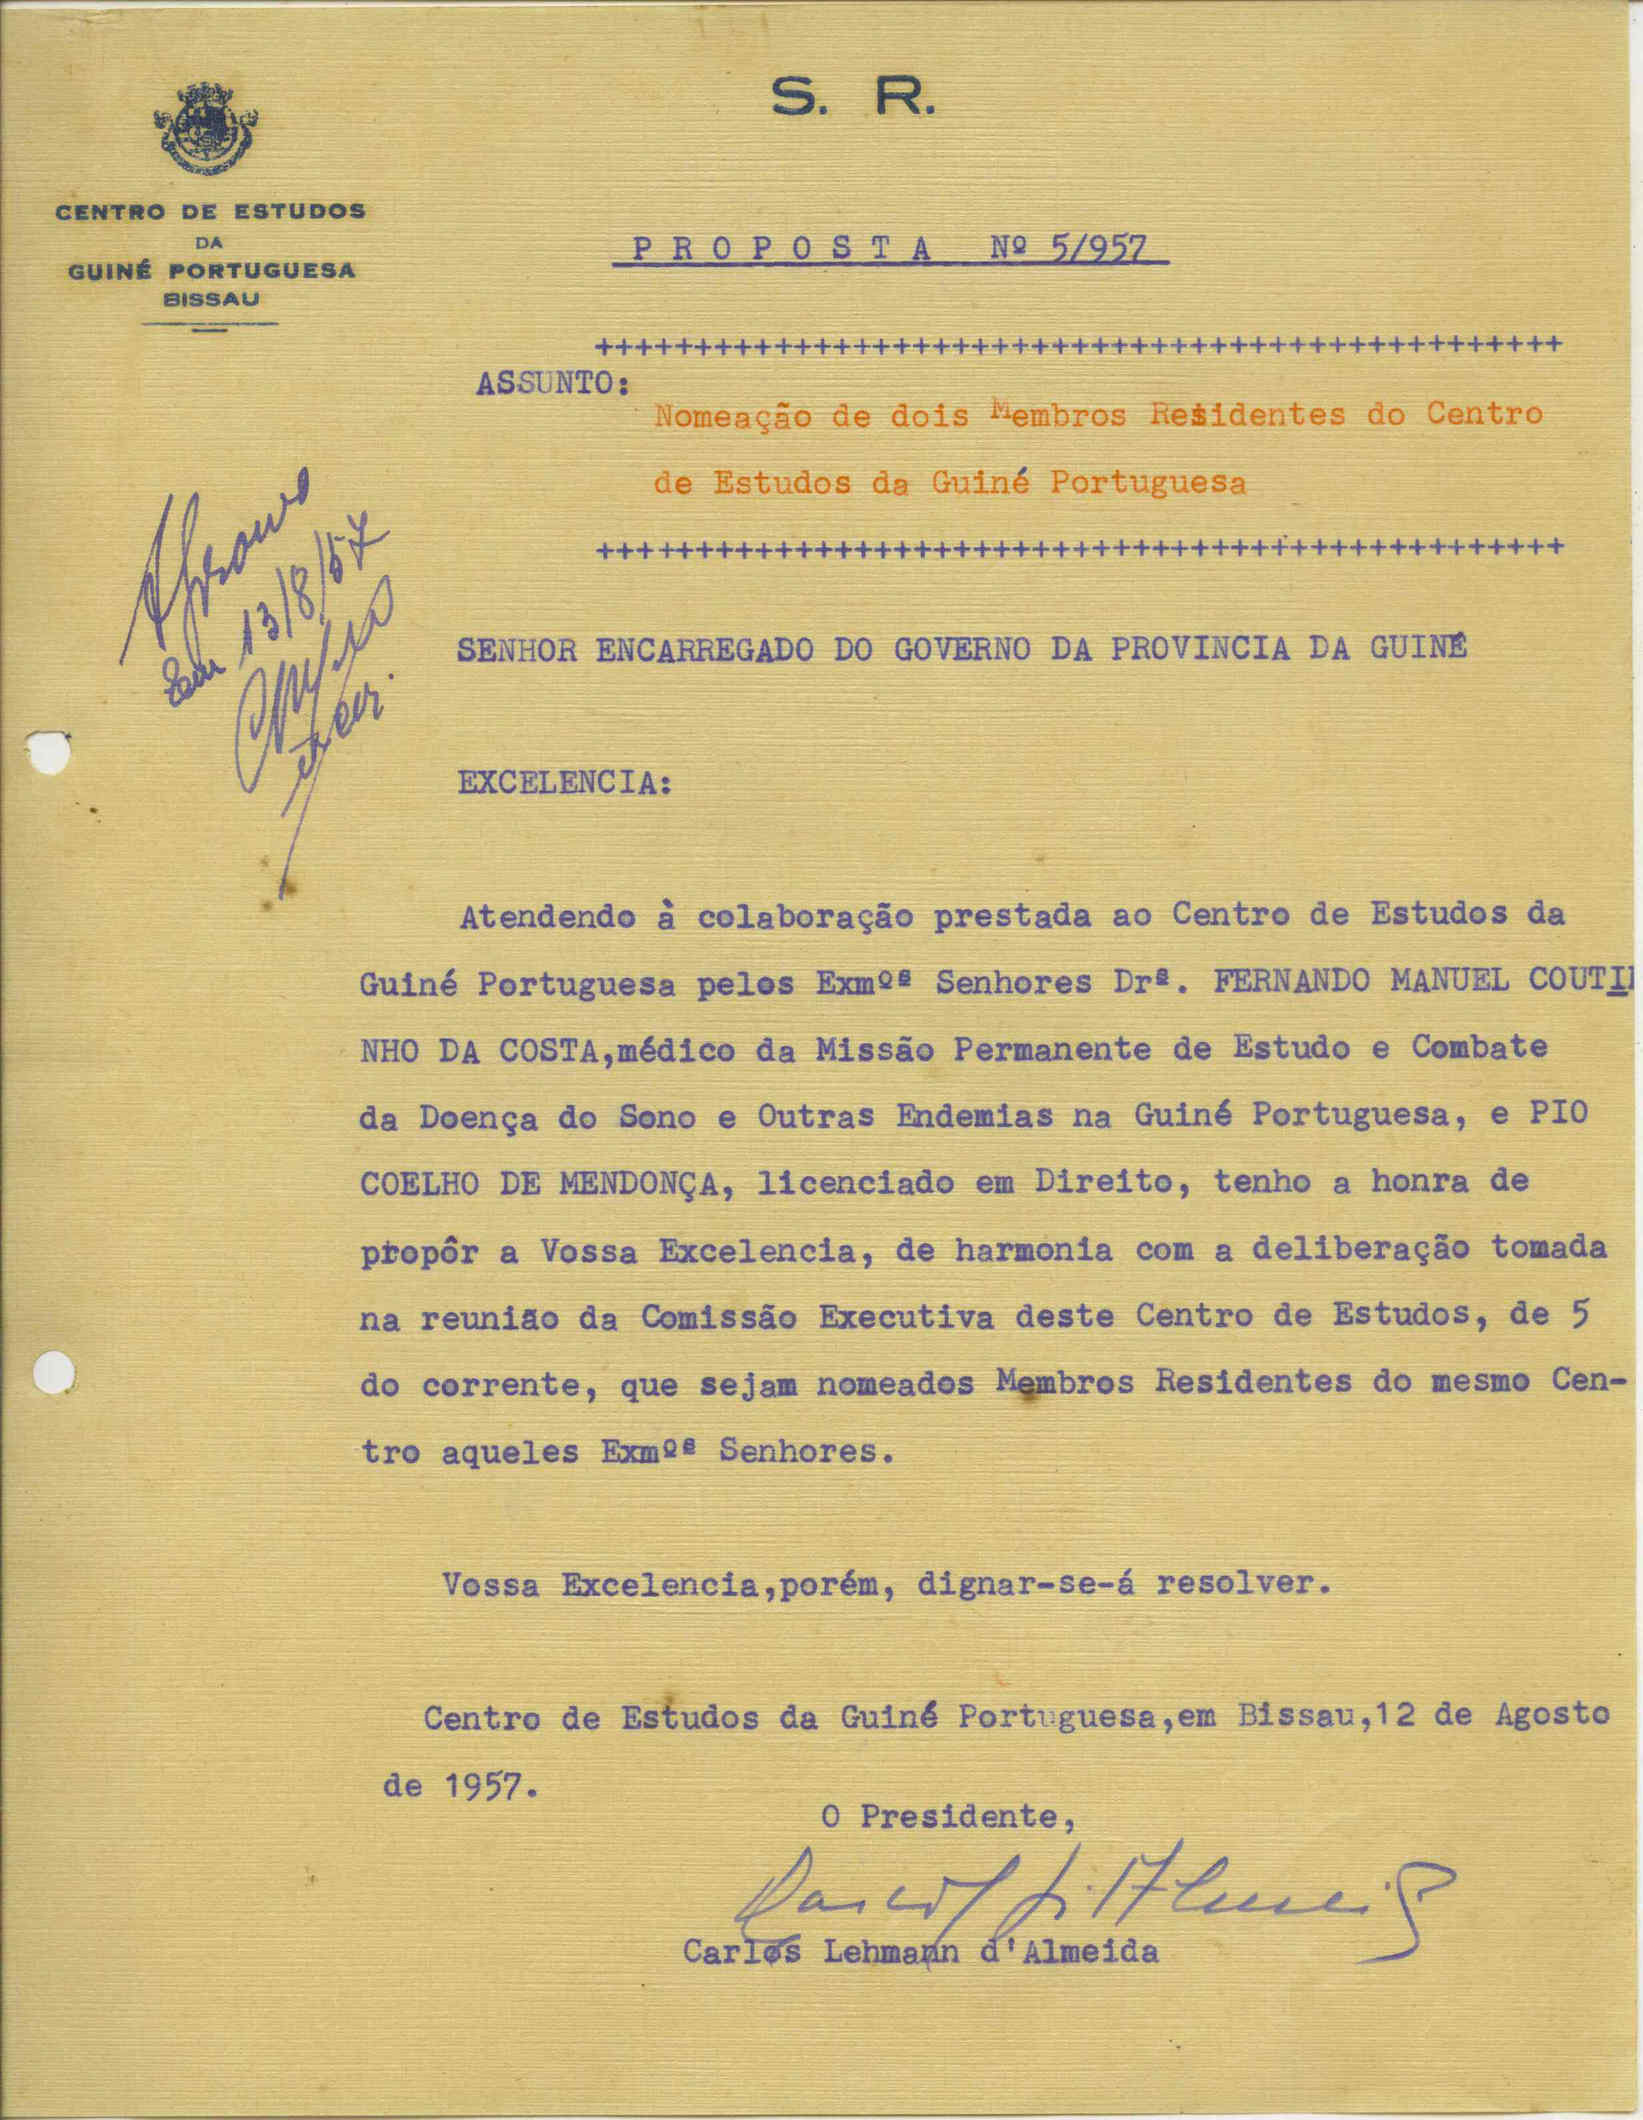 S. R.
CENTRO DE ESTUDOS
DA
GUINÉ PORTUGUESA
BISSAU
PROPOSTA Nº 5/957
++++++++++++++++++++++++++++++++++++++++++++++++
ASSUNTO:
Nomeação de dois Membros Residentes do Centro
de Estudos da Guiné Portuguesa
++++++++++++++++++++++++++++++++++++++++++++++++
Aprovo
Em 13/8/57
SENHOR ENCARREGADO DO GOVERNO DA PROVINCIA DA GUINÉ
EXCELENCIA:
Atendendo à colaboração prestada ao Centro de Estudos da
Guiné Portuguesa pelos Exmºs Senhores Drs. FERNANDO MANUEL COUTI
NHO DA COSTA,médico da Missão Permanente de Estudo e Combate
da Doença do Sono e Outras Endemias na Guiné Portuguesa, e PIO
COELHO DE MENDONÇA, licenciado em Direito, tenho a honra de
propôr a Vossa Excelencia, de harmonia com a deliberação tomada
na reunião da Comissão Executiva deste Centro de Estudos, de 5
do corrente, que sejam nomeados Membros Residentes do mesmo Cen-
tro aqueles Exmºs Senhores.
Vossa Excelencia,porém, dignar-se-á resolver.
Centro de Estudos da Guiné Portuguesa,em Bissau,12 de Agosto
de 1957.
O Presidente,
Carlos Lehmann d'Almeida